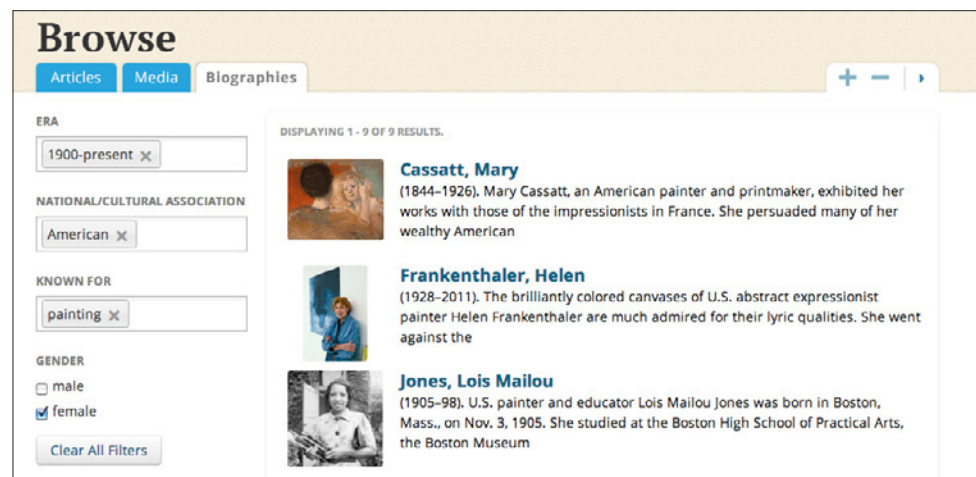 Browse
Articles
Media
Biographies
ERA
1900-present
NATIONAL/CULTURAL ASSOCIATION
American
KNOWN FOR
painting
GENDER
male
female
Clear All Filters
DISPLAYING 1 - 9 OF 9 RESULTS.
Cassatt, Mary
(1844–1926). Mary Cassatt, an American painter and printmaker, exhibited her
works with those of the impressionists in France. She persuaded many of her
wealthy American
Frankenthaler, Helen
(1928–2011). The brilliantly colored canvases of U.S. abstract expressionist
painter Helen Frankenthaler are much admired for their lyric qualities. She went
against the
Jones, Lois Mailou
(1905–98). U.S. painter and educator Lois Mailou Jones was born in Boston,
Mass., on Nov. 3, 1905. She studied at the Boston High School of Practical Arts,
the Boston Museum